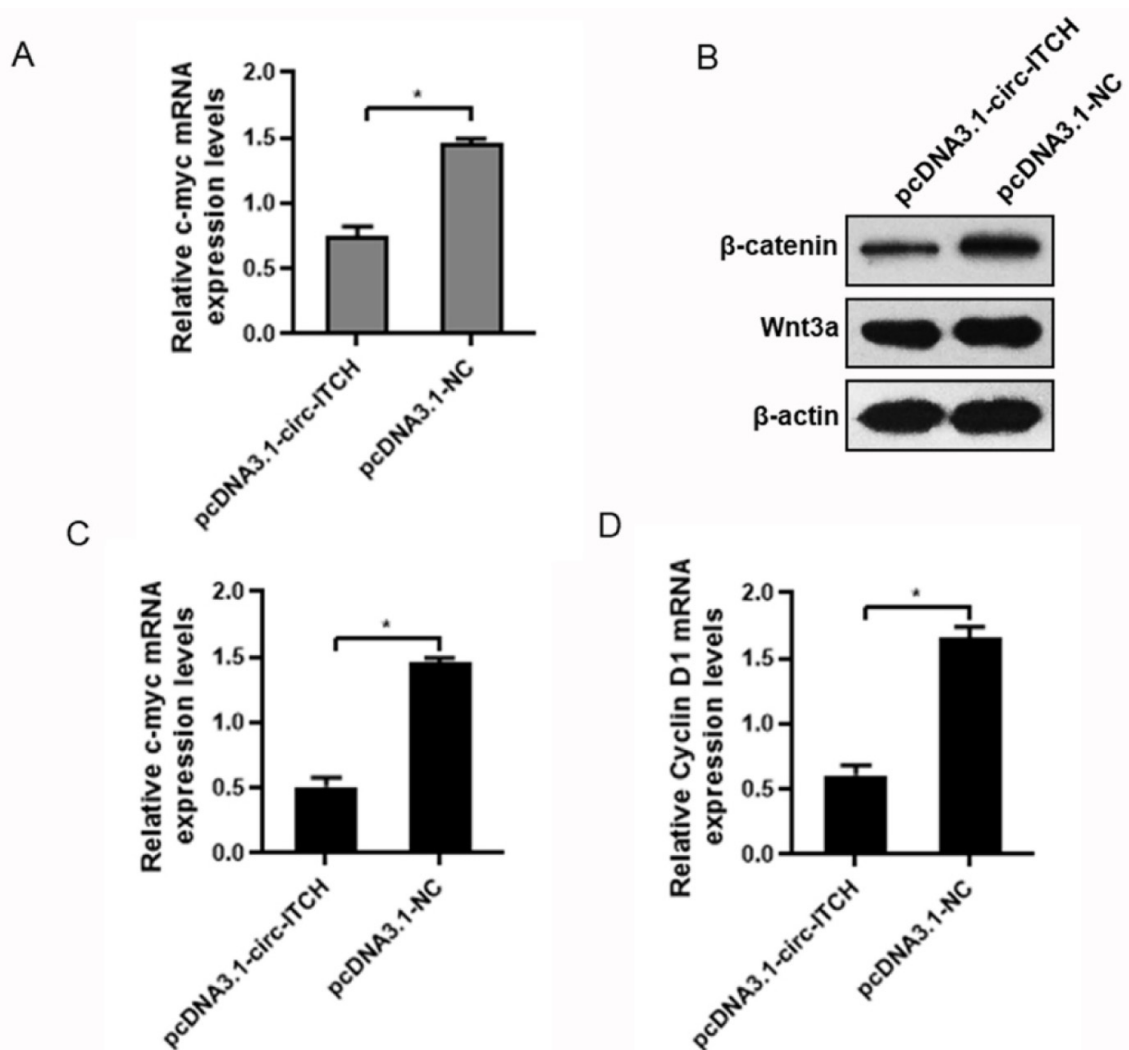 A
Relative c-myc mRNA
expression levels
2.0
1.5
1.0
0.5
0.0
*
pcDNA3.1-circ-ITCH
pcDNA3.1-NC
B
pcDNA3.1-circ-ITCH
pcDNA3.1-NC
β-catenin
Wnt3a
β-actin
C
Relative c-myc mRNA
expression levels
2.0
1.5
1.0
0.5
0.0
*
pcDNA3.1-circ-ITCH
pcDNA3.1-NC
D
Relative Cyclin D1 mRNA
expression levels
2.0
1.5
1.0
0.5
0.0
*
pcDNA3.1-circ-ITCH
pcDNA3.1-NC